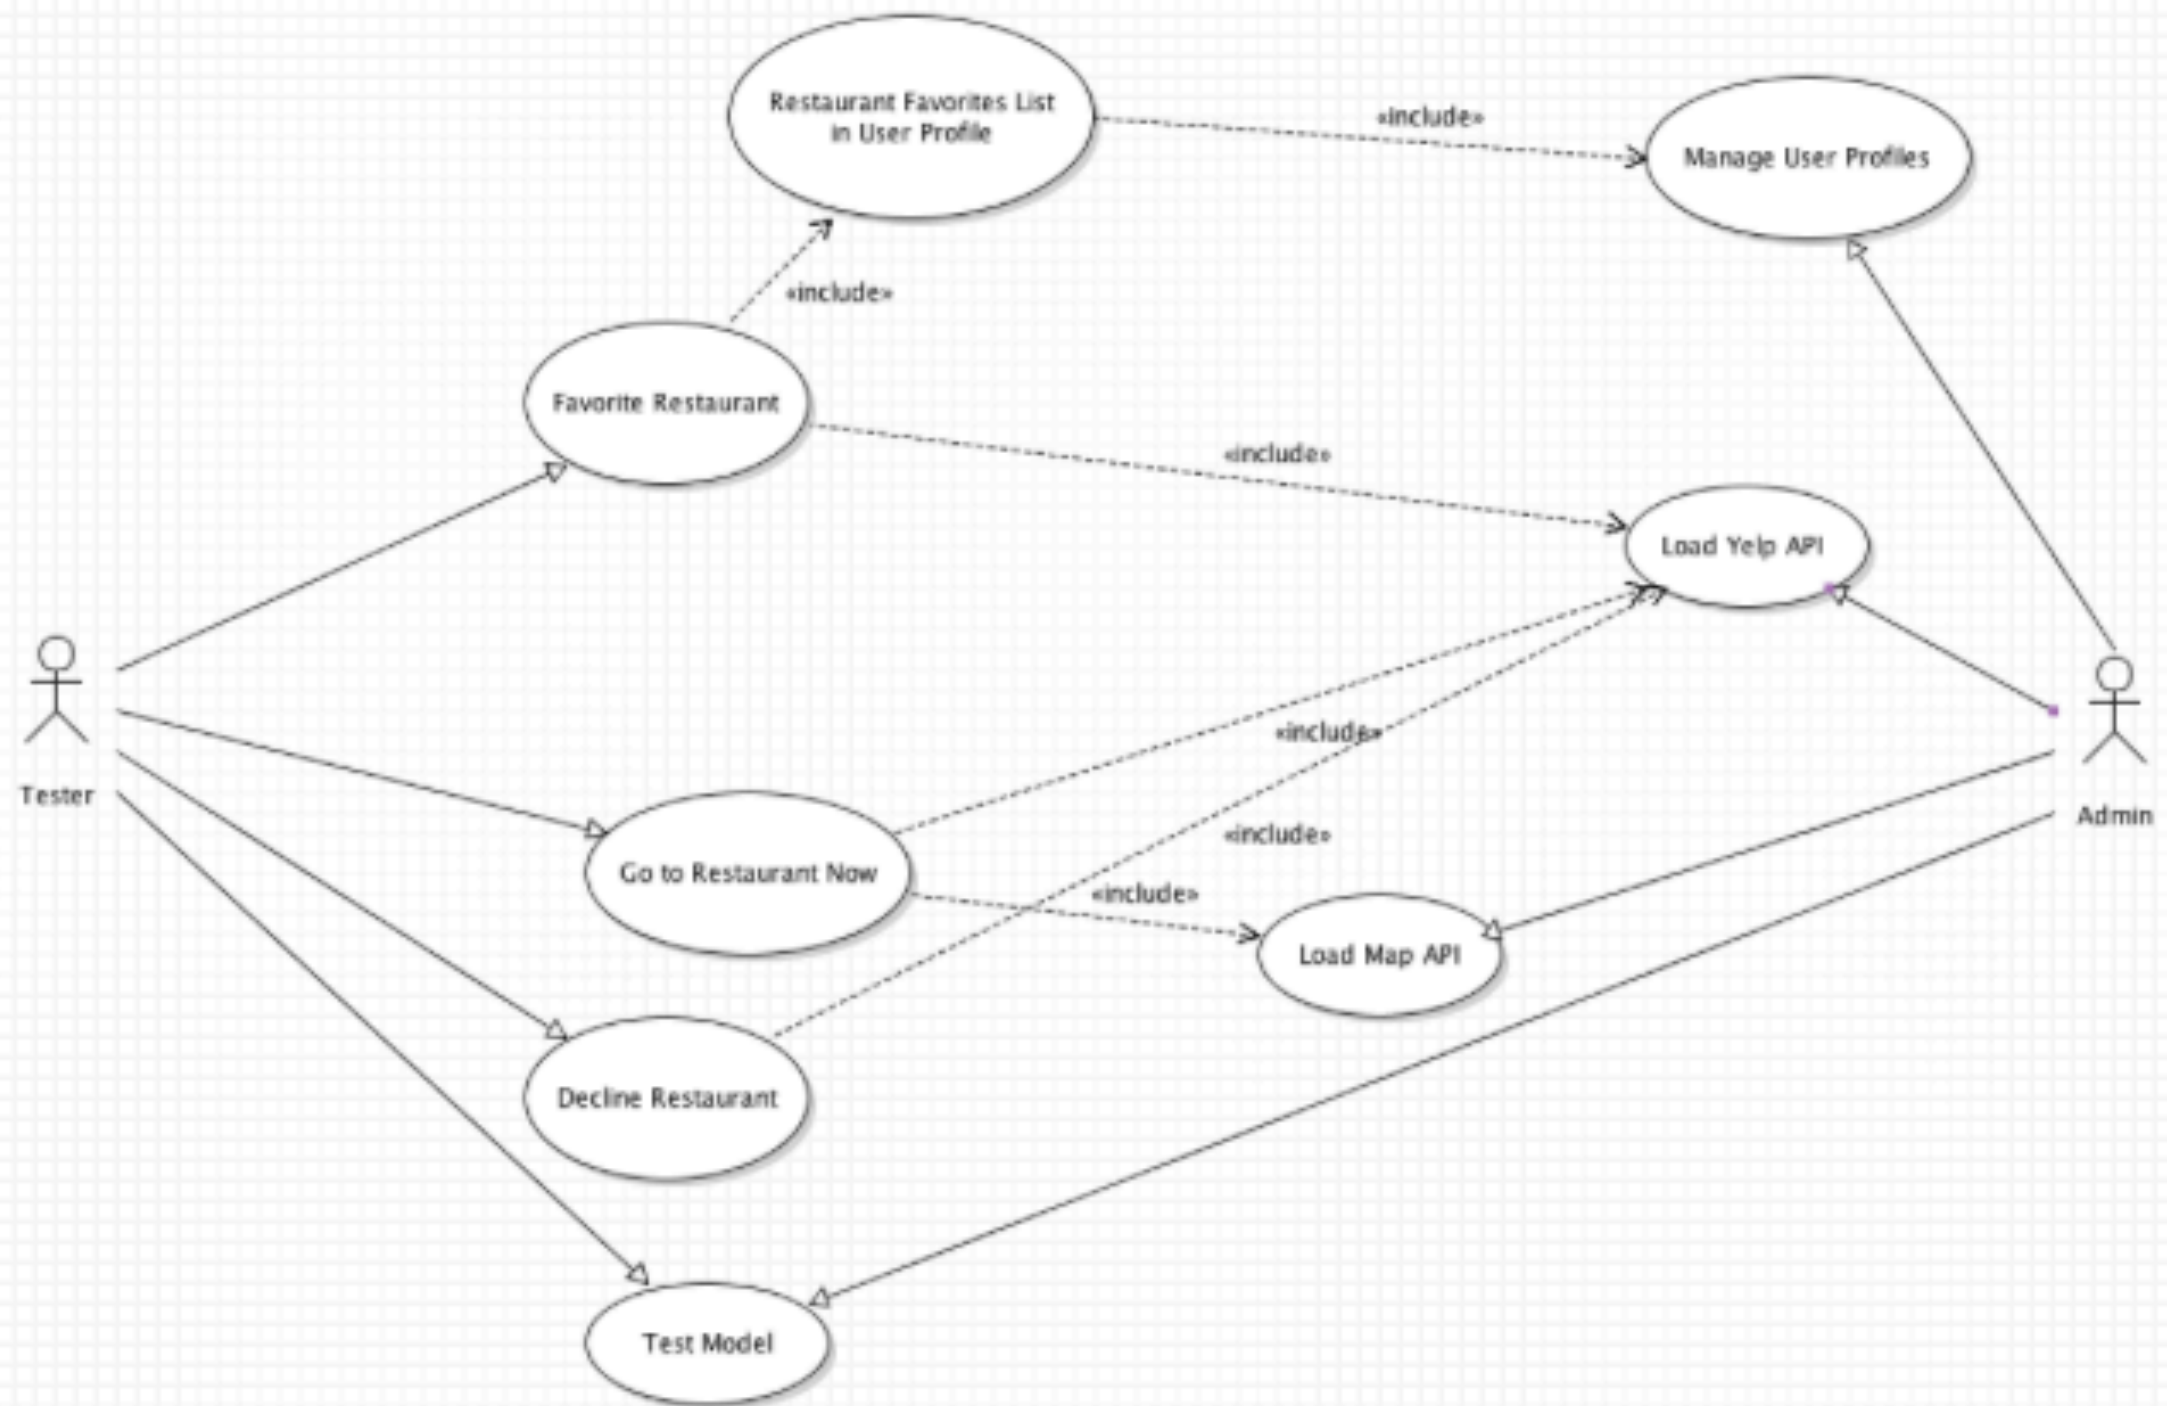 Restaurant Favorites List
in User Profile
«include»
Manage User Profiles
«include»
Favorite Restaurant
«include»
Load Yelp API
«include»
Tester
Admin
«include»
Go to Restaurant Now
«include»
Load Map API
Decline Restaurant
Test Model